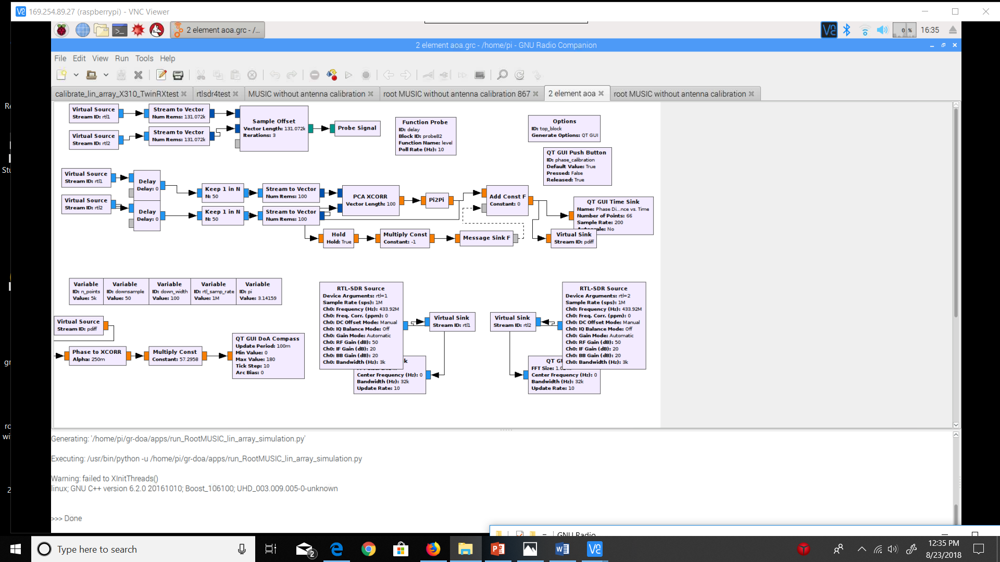 169.254.89.27 (raspberrypi) - VNC Viewer
2 element aoa.grc - /...
0 %
16:35
2 element aoa.grc - /home/pi - GNU Radio Companion
File Edit View Run Tools Help
calibrate_lin_array_X310_TwinRXtest
rtlsdr4test
MUSIC without antenna calibration
root MUSIC without antenna calibration 867
2 element aoa
root MUSIC without antenna calibration
Virtual Source
Stream ID: rtl1
Stream to Vector
Num Items: 131.072k
Virtual Source
Stream ID: rtl2
Stream to Vector
Num Items: 131.072k
Sample Offset
Vector Length: 131.072k
Iterations: 3
Probe Signal
Function Probe
ID: delay
Block ID: probe82
Function Name: level
Poll Rate (Hz): 10
Options
ID: top_block
Generate Options: QT GUI
QT GUI Push Button
ID: phase_calibration
Default Value: True
Pressed: False
Released: True
Virtual Source
Stream ID: rtl1
Virtual Source
Stream ID: rtl2
Delay
Delay: 0
Delay
Delay: 0
Keep 1 in N
N: 50
Keep 1 in N
N: 50
Stream to Vector
Num Items: 100
Stream to Vector
Num Items: 100
PCA XCORR
Vector Length: 100
Pi2Pi
Add Const F
Constant: 0
QT GUI Time Sink
Name: Phase Di...nce vs. Time
Number of Points: 66
Sample Rate: 200
Autoscale: No
Virtual Sink
Stream ID: pdiff
Hold
Hold: True
Multiply Const
Constant: -1
Message Sink F
Variable
ID: n_points
Value: 5k
Variable
ID: downsample
Value: 50
Variable
ID: down_width
Value: 100
Variable
ID: rtl_samp_rate
Value: 1M
Variable
ID: pi
Value: 3.14159
Virtual Source
Stream ID: pdiff
Phase to XCORR
Alpha: 250m
Multiply Const
Constant: 57.2958
QT GUI DoA Compass
Update Period: 100m
Min Value: 0
Max Value: 180
Tick Step: 10
Arc Bias: 0
RTL-SDR Source
Device Arguments: rtl=1
Sample Rate (sps): 1M
Ch0: Frequency (Hz): 433.92M
Ch0: Freq. Corr. (ppm): 0
Ch0: DC Offset Mode: Manual
Ch0: IQ Balance Mode: Off
Ch0: Gain Mode: Automatic
Ch0: RF Gain (dB): 50
Ch0: IF Gain (dB): 20
Ch0: BB Gain (dB): 20
Ch0: Bandwidth (Hz): 3k
Virtual Sink
Stream ID: rtl1
k
Center Frequency (Hz): 0
Bandwidth (Hz): 32k
Update Rate: 10
Virtual Sink
Stream ID: rtl2
RTL-SDR Source
Device Arguments: rtl=2
Sample Rate (sps): 1M
Ch0: Frequency (Hz): 433.92M
Ch0: Freq. Corr. (ppm): 0
Ch0: DC Offset Mode: Manual
Ch0: IQ Balance Mode: Off
Ch0: Gain Mode: Automatic
Ch0: RF Gain (dB): 50
Ch0: IF Gain (dB): 20
Ch0: BB Gain (dB): 20
Ch0: Bandwidth (Hz): 3k
QT GU
FFT Size: 1.0
Center Frequency (Hz): 0
Bandwidth (Hz): 32k
Update Rate: 10
Generating: '/home/pi/gr-doa/apps/run_RootMUSIC_lin_array_simulation.py'
Executing: /usr/bin/python -u /home/pi/gr-doa/apps/run_RootMUSIC_lin_array_simulation.py
Warning: failed to XInitThreads()
linux; GNU C++ version 6.2.0 20161010; Boost_106100; UHD_003.009.005-0-unknown
>>> Done
GNU Radio
Type here to search
2
12:35 PM
8/23/2018